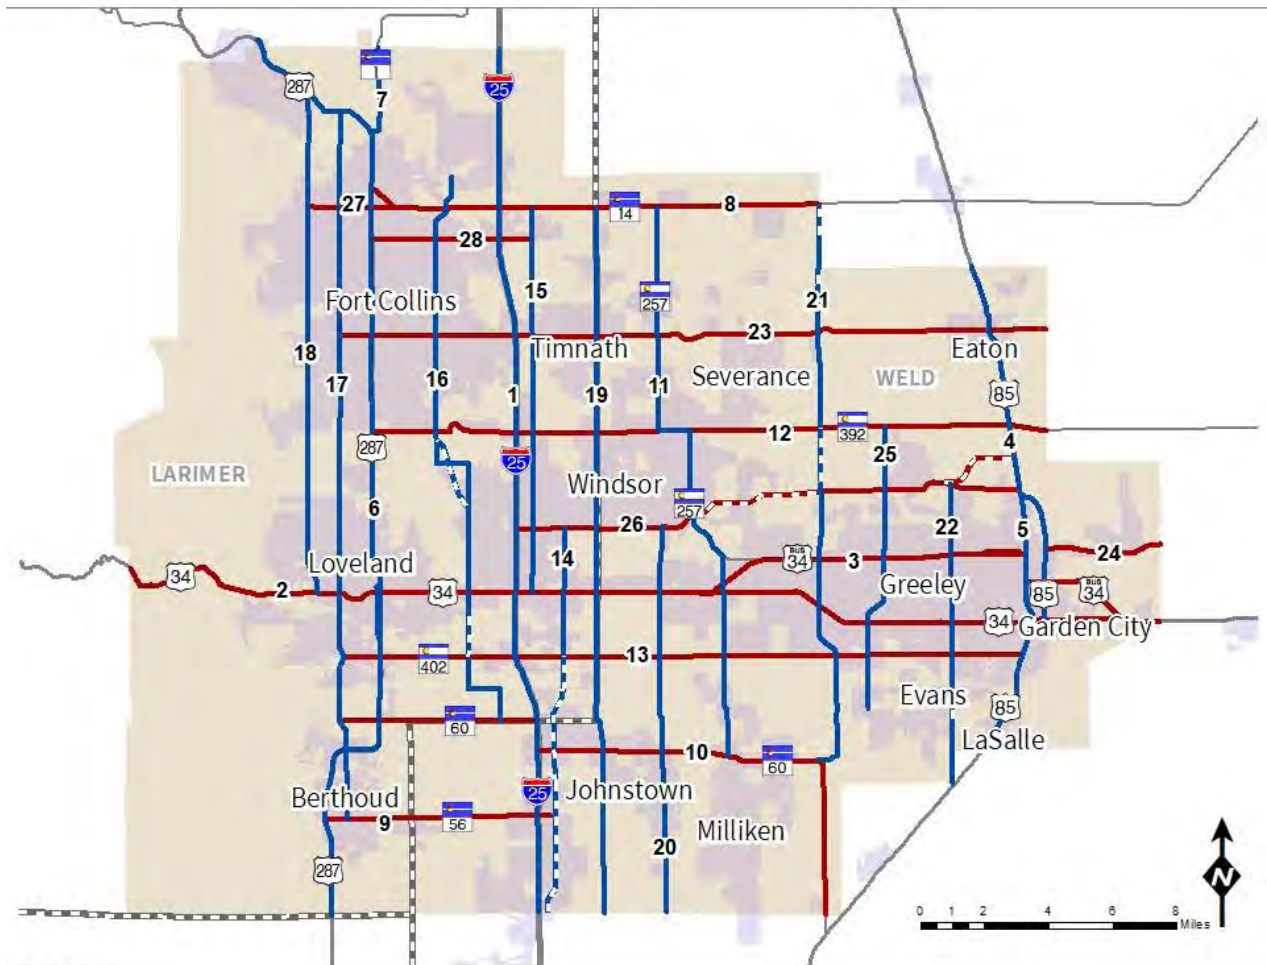 1
7
287
25
27
14
8
28
15
257
21
Fort Collins
23
Timnath
Eaton
18
17
16
1
19
11
Severance
WELD
85
12
392
4
287
25
25
LARIMER
Windsor
257
6
26
14
22
5
Loveland
BUS
34
3
24
34
2
34
Greeley
85
BUS
34
34
Garden City
402
13
Evans
60
85
LaSalle
10
60
25
Johnstown
Berthoud
9
56
Milliken
20
287
N
0 1 2 4 6 8
Miles